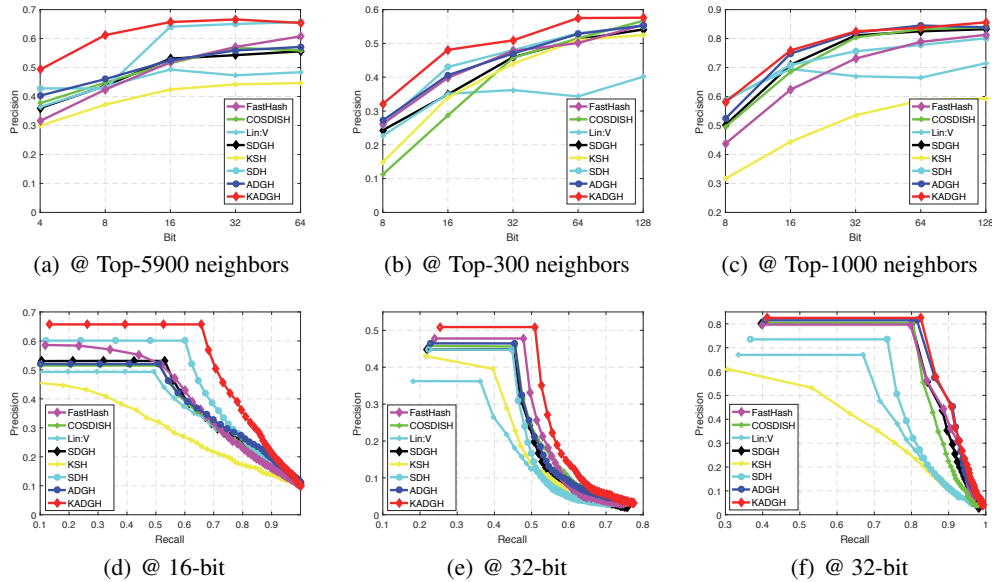 0.7
0.6
0.5
0.4
0.3
0.2
0.1
0
Precision
4
8
16
32
64
Bit
FastHash
COSDISH
Lin:V
SDGH
KSH
SDH
ADGH
KADGH
(a) @ Top-5900 neighbors
0.6
0.5
0.4
0.3
0.2
0.1
0
Precision
8
16
32
64
128
Bit
FastHash
COSDISH
Lin:V
SDGH
KSH
SDH
ADGH
KADGH
(b) @ Top-300 neighbors
0.9
0.8
0.7
0.6
0.5
0.4
0.3
0.2
Precision
8
16
32
64
128
Bit
FastHash
COSDISH
Lin:V
SDGH
KSH
SDH
ADGH
KADGH
(c) @ Top-1000 neighbors
0.7
0.6
0.5
0.4
0.3
0.2
0.1
0
Precision
0.1
0.2
0.3
0.4
0.5
0.6
0.7
0.8
0.9
Recall
FastHash
COSDISH
Lin:V
SDGH
KSH
SDH
ADGH
KADGH
(d) @ 16-bit
0.5
0.4
0.3
0.2
0.1
0
Precision
0.1
0.2
0.3
0.4
0.5
0.6
0.7
0.8
Recall
FastHash
COSDISH
Lin:V
SDGH
KSH
SDH
ADGH
KADGH
(e) @ 32-bit
0.8
0.7
0.6
0.5
0.4
0.3
0.2
0.1
0
Precision
0.3
0.4
0.5
0.6
0.7
0.8
0.9
1
Recall
FastHash
COSDISH
Lin:V
SDGH
KSH
SDH
ADGH
KADGH
(f) @ 32-bit